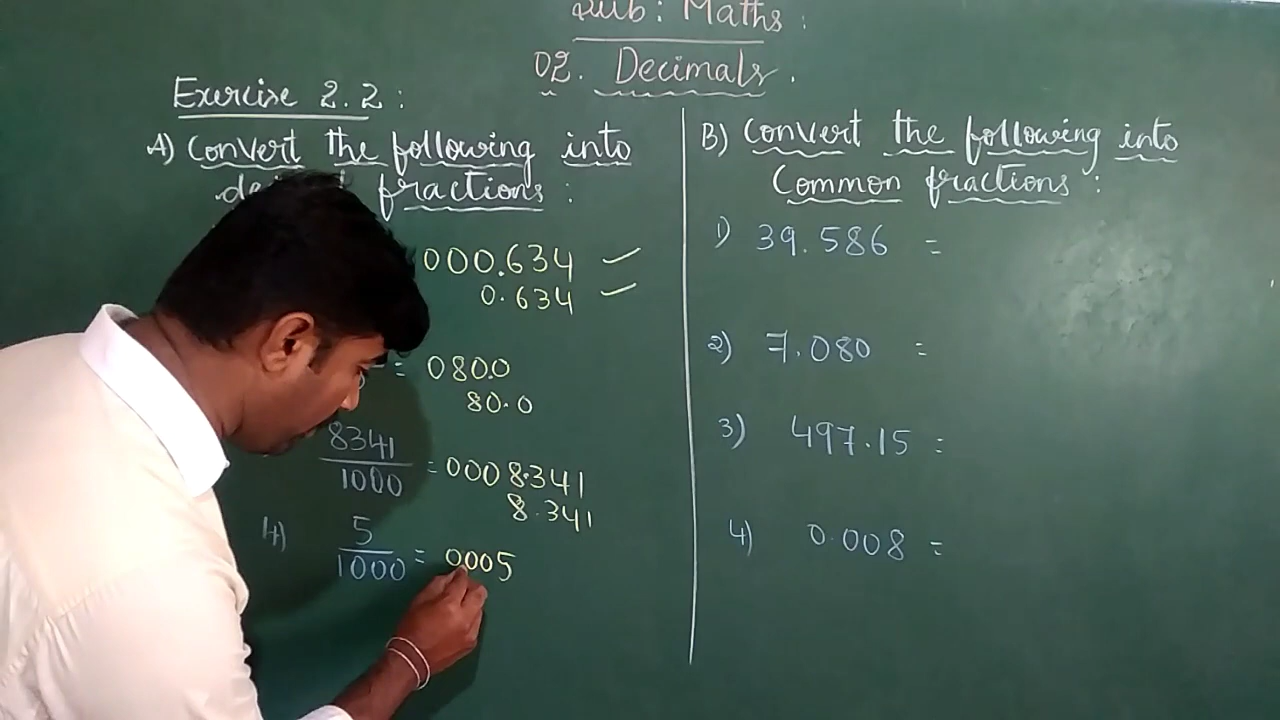 Sub: Maths:
02. Decimals.
Exercise 2.2:
A) Convert the following into
fractions:
000.634
0.634
= 080.0
80.0
8341
1000
= 0008.341
8.341
4) 5
1000
= 0005
B) Convert the following into
Common fractions:
1) 39.586 =
2) 7.080 =
3) 497.15 =
4) 0.008 =